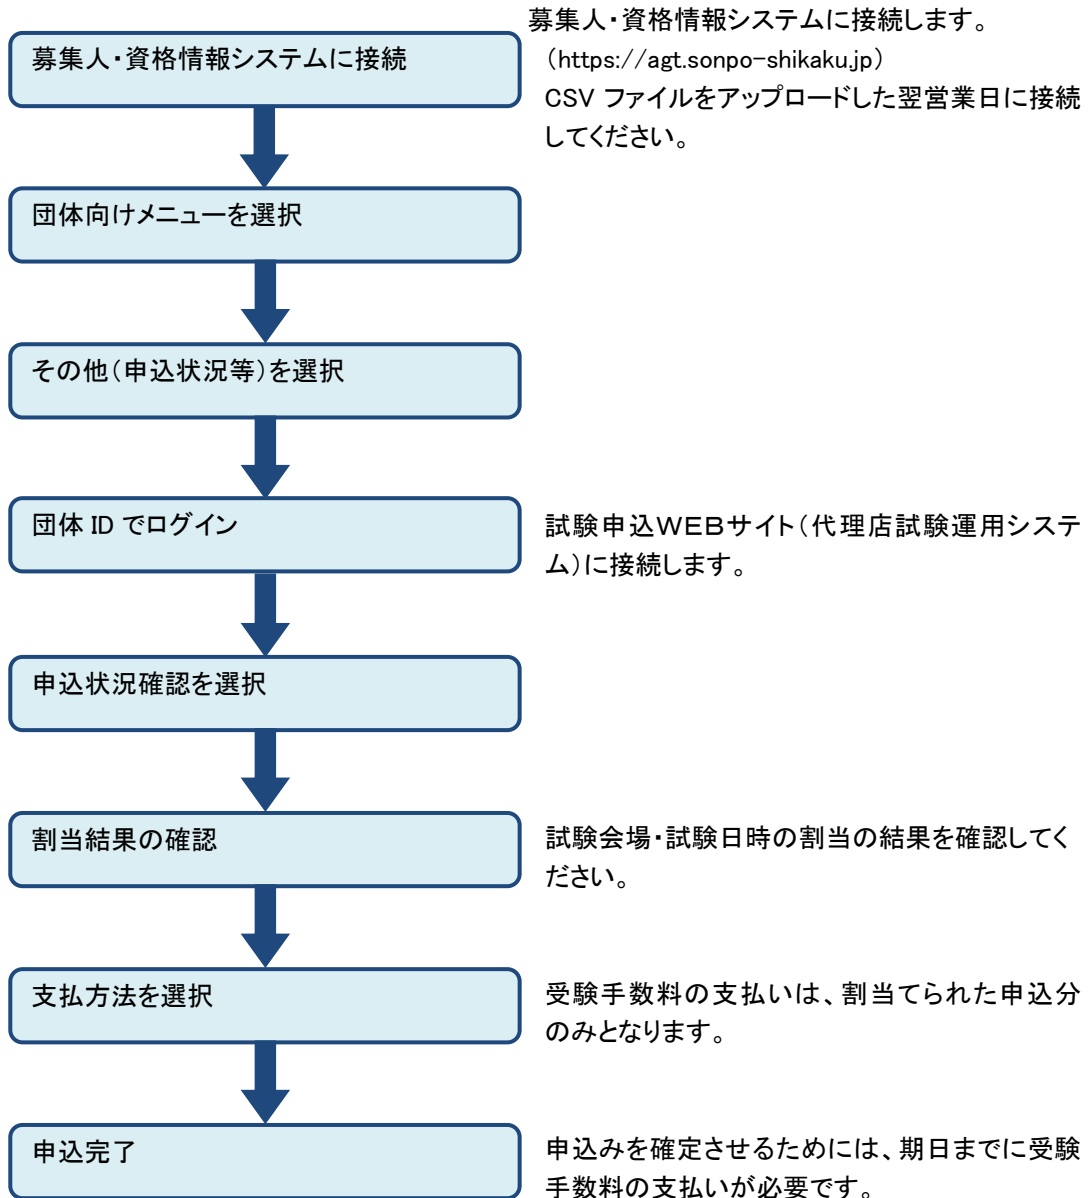 募集人・資格情報システムに接続
募集人・資格情報システムに接続します。
（https://agt.sonpo-shikaku.jp）
CSV ファイルをアップロードした翌営業日に接続
してください。
団体向けメニューを選択
その他（申込状況等）を選択
団体 ID でログイン
試験申込ＷＥＢサイト（代理店試験運用システ
ム）に接続します。
申込状況確認を選択
割当結果の確認
試験会場・試験日時の割当の結果を確認してく
ださい。
支払方法を選択
受験手数料の支払いは、割当てられた申込分
のみとなります。
申込完了
申込みを確定させるためには、期日までに受験
手数料の支払いが必要です。